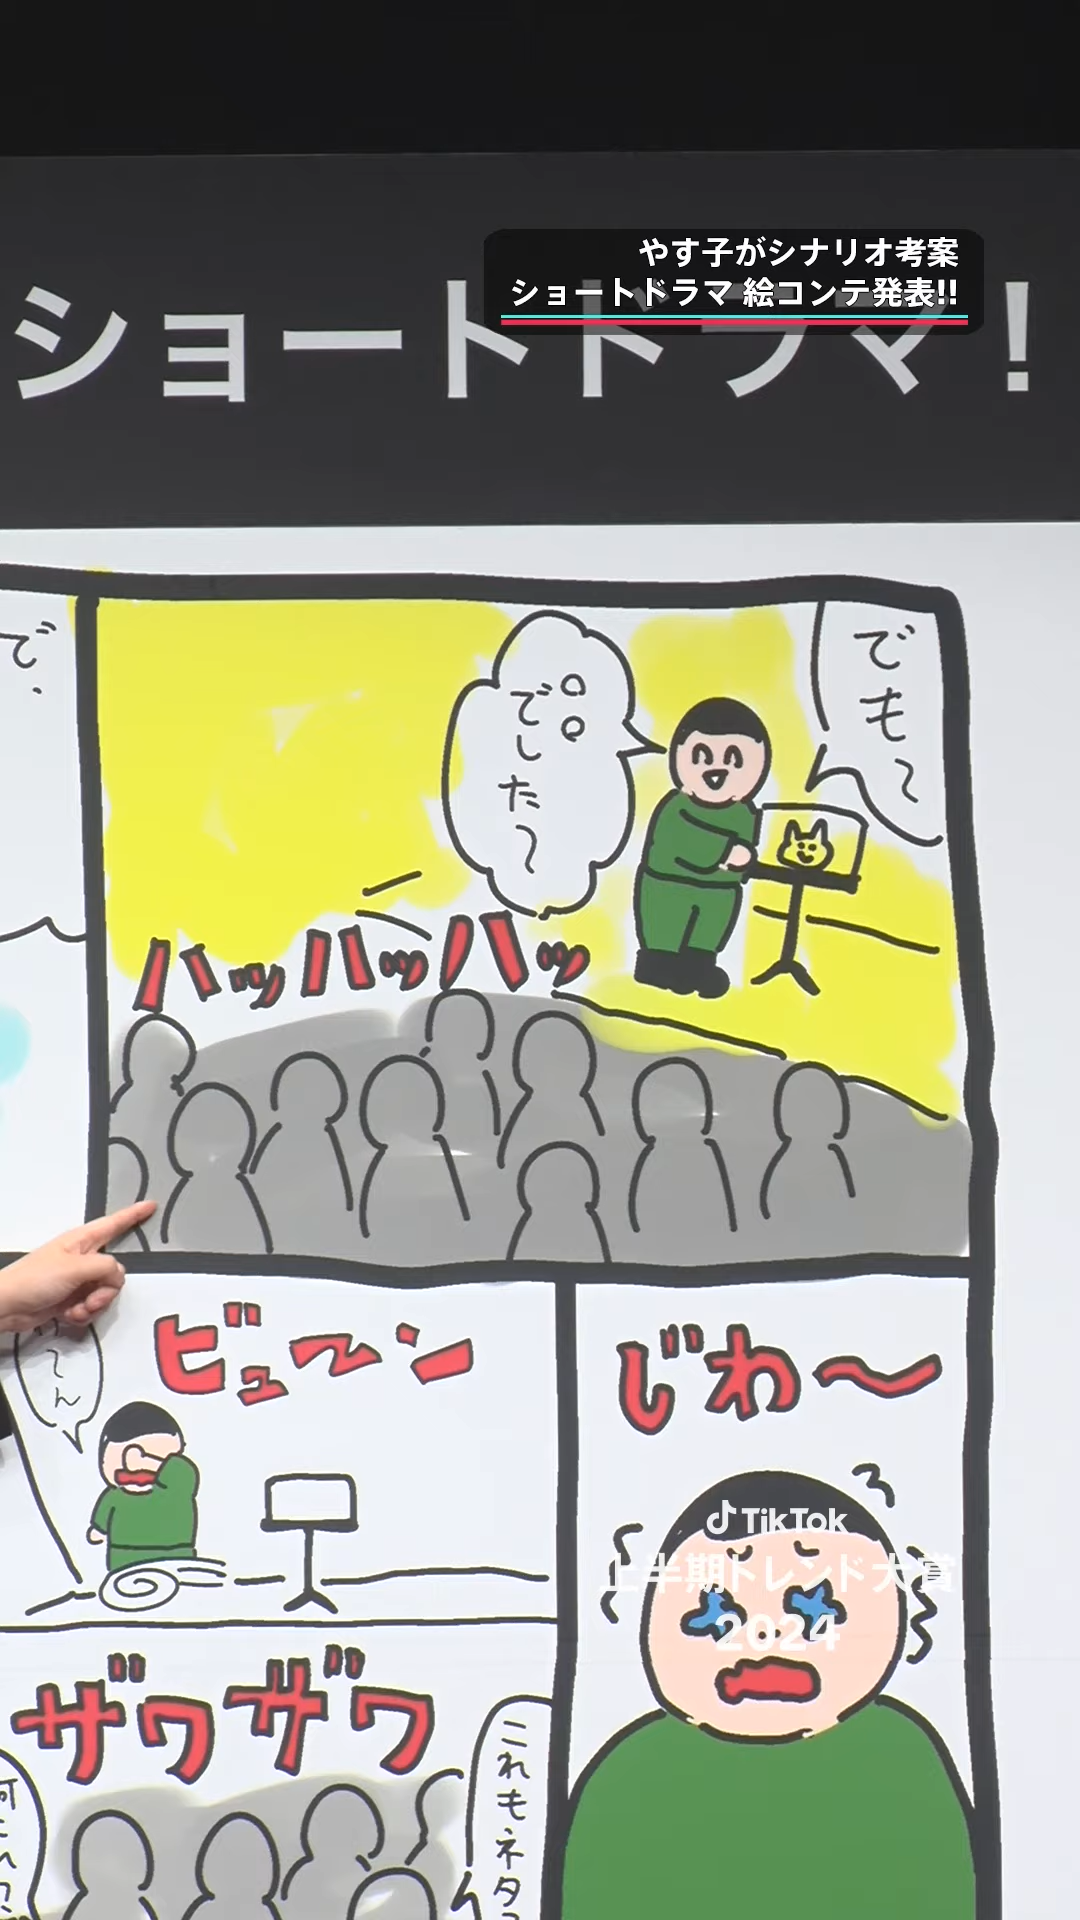 やす子がシナリオ考案
ショートドラマ 絵コンテ発表!!
ショートドラマ！
でも〜
○○
でした〜
で、
ハッハッハッ
ビューン
じわ〜
ザワザワ
これもネタ
TikTok
上半期トレンド大賞
2024